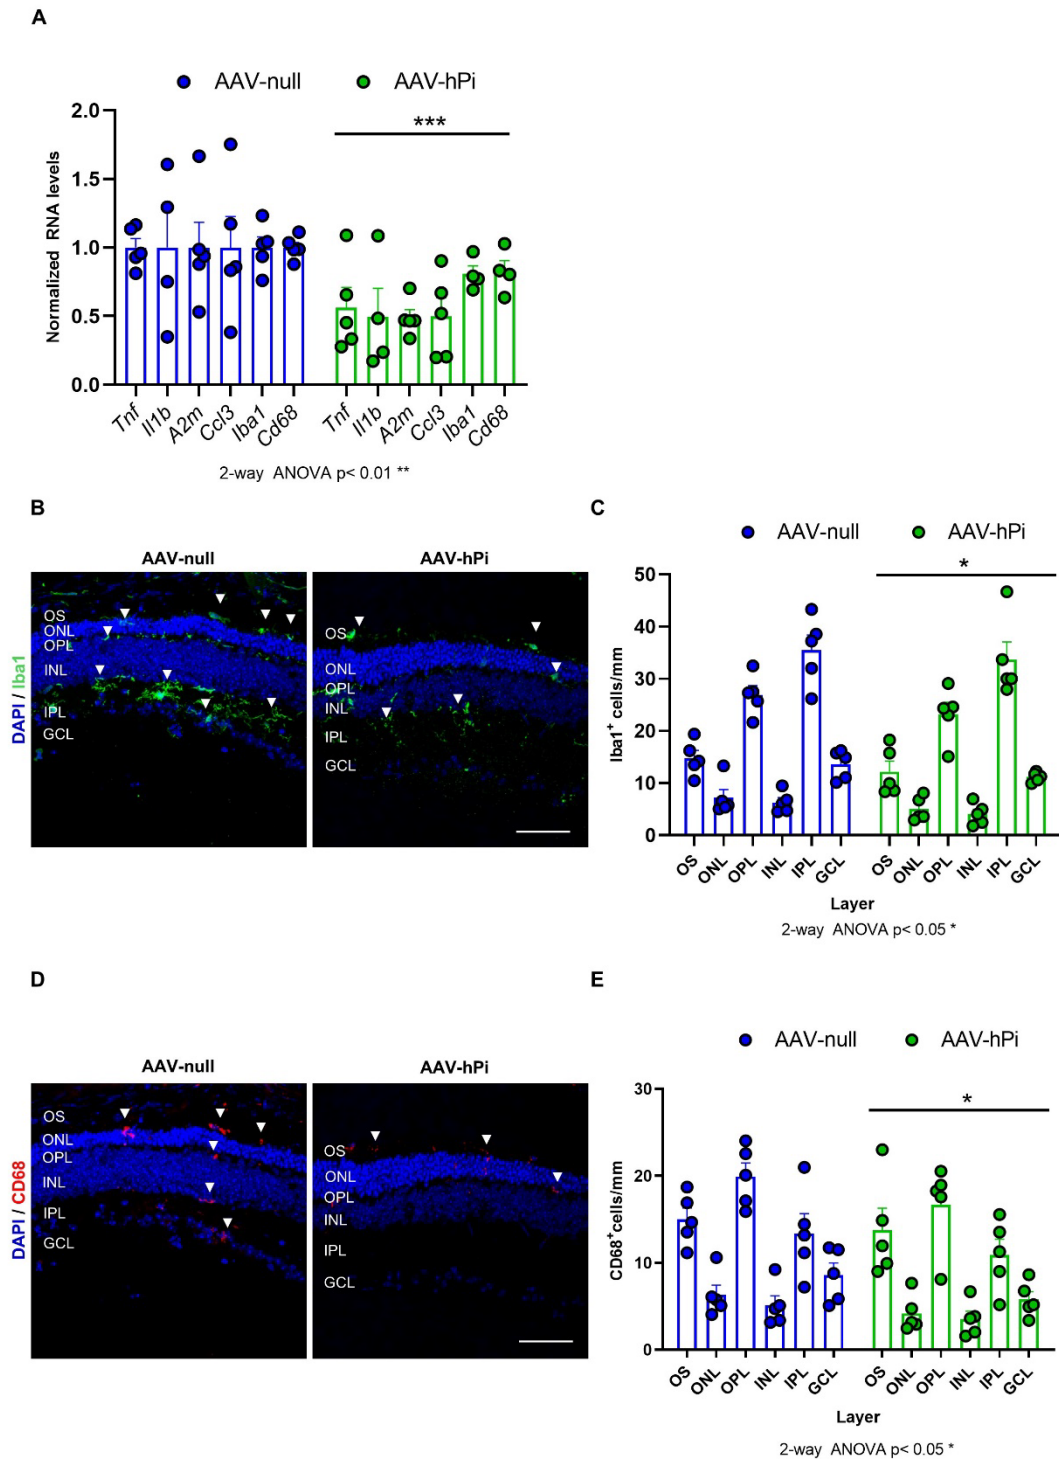 A
AAV-null AAV-hPi
***
Normalized RNA levels
2.0
1.5
1.0
0.5
0.0
Tnf Il1b A2m Ccl3 Iba1 Cd68 Tnf Il1b A2m Ccl3 Iba1 Cd68
2-way ANOVA p< 0.01 **
B
AAV-null AAV-hPi
DAPI / Iba1
OS
ONL
OPL
INL
IPL
GCL
OS
ONL
OPL
INL
IPL
GCL
C
AAV-null AAV-hPi
*
Iba1+ cells/mm
50
40
30
20
10
0
OS ONL OPL INL IPL GCL OS ONL OPL INL IPL GCL
Layer
2-way ANOVA p< 0.05 *
D
AAV-null AAV-hPi
DAPI / CD68
OS
ONL
OPL
INL
IPL
GCL
OS
ONL
OPL
INL
IPL
GCL
E
AAV-null AAV-hPi
*
CD68+cells/mm
30
20
10
0
OS ONL OPL INL IPL GCL OS ONL OPL INL IPL GCL
Layer
2-way ANOVA p< 0.05 *